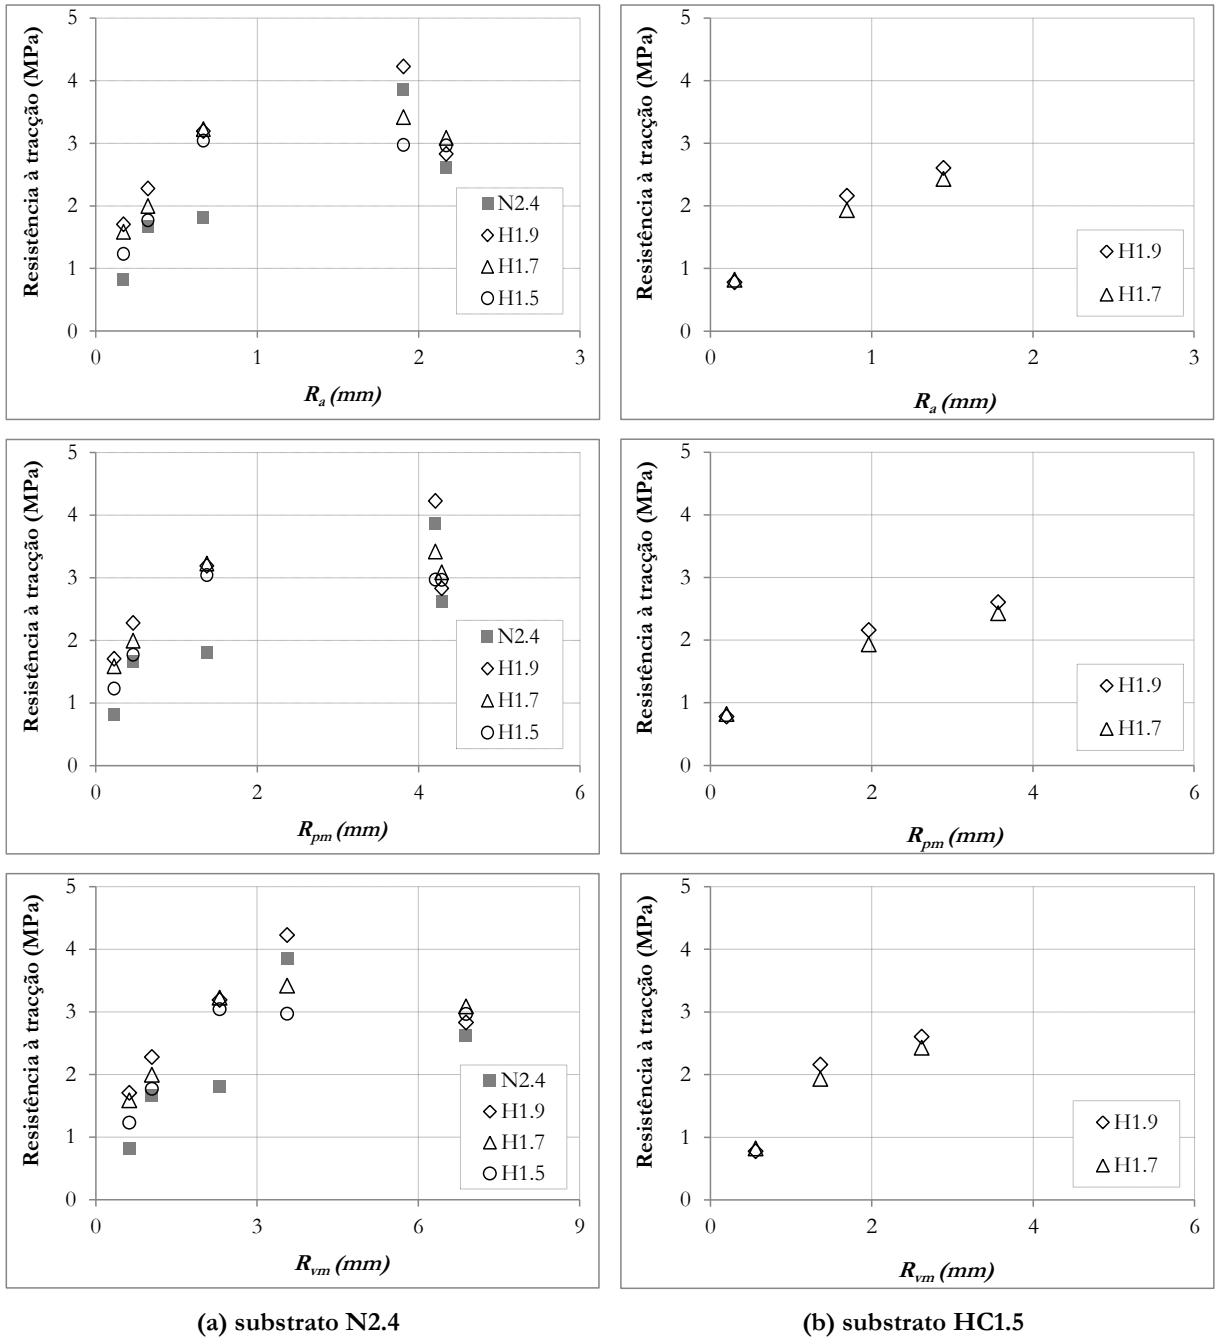 Resistência à tracção (MPa)
5
4
3
2
1
0
N2.4
H1.9
H1.7
H1.5
0 1 2 3
Ra (mm)
Resistência à tracção (MPa)
5
4
3
2
1
0
H1.9
H1.7
0 1 2 3
Ra (mm)
Resistência à tracção (MPa)
5
4
3
2
1
0
N2.4
H1.9
H1.7
H1.5
0 2 4 6
Rpm (mm)
Resistência à tracção (MPa)
5
4
3
2
1
0
H1.9
H1.7
0 2 4 6
Rpm (mm)
Resistência à tracção (MPa)
5
4
3
2
1
0
N2.4
H1.9
H1.7
H1.5
0 3 6 9
Rvm (mm)
Resistência à tracção (MPa)
5
4
3
2
1
0
H1.9
H1.7
0 2 4 6
Rvm (mm)
(a) substrato N2.4
(b) substrato HC1.5